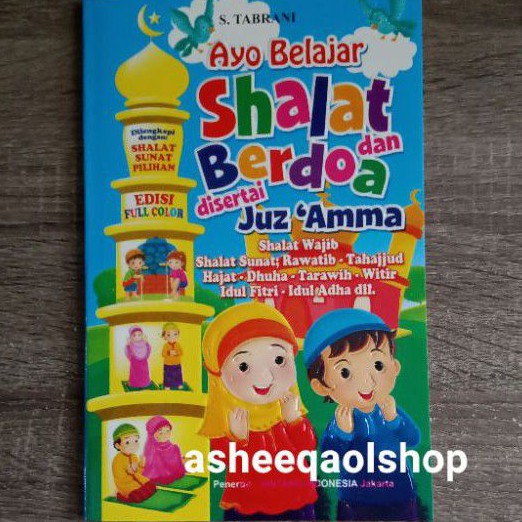 S. TABRANI
Ayo Belajar
Shalat
dan
Berdoa
disertai
Juz 'Amma
Dilengkapi
dengan:
SHALAT
SUNAT
PILIHAN
EDISI
FULL COLOR
Shalat Wajib
Shalat Sunat; Rawatib - Tahajjud
Hajat - Dhuha - Tarawih - Witir
Idul Fitri - Idul Adha dll.
asheeqaolshop
Jakarta